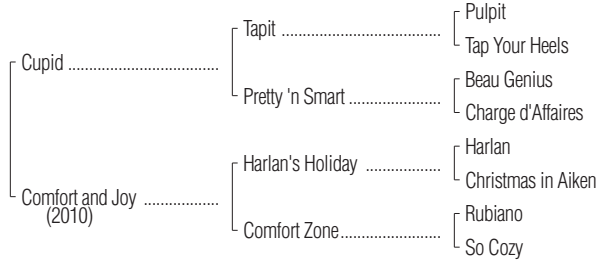 Pulpit
Tapit
Tap Your Heels
Cupid
Beau Genius
Pretty 'n Smart
Charge d'Affaires
Harlan
Harlan's Holiday
Christmas in Aiken
Comfort and Joy
(2010)
Rubiano
Comfort Zone
So Cozy